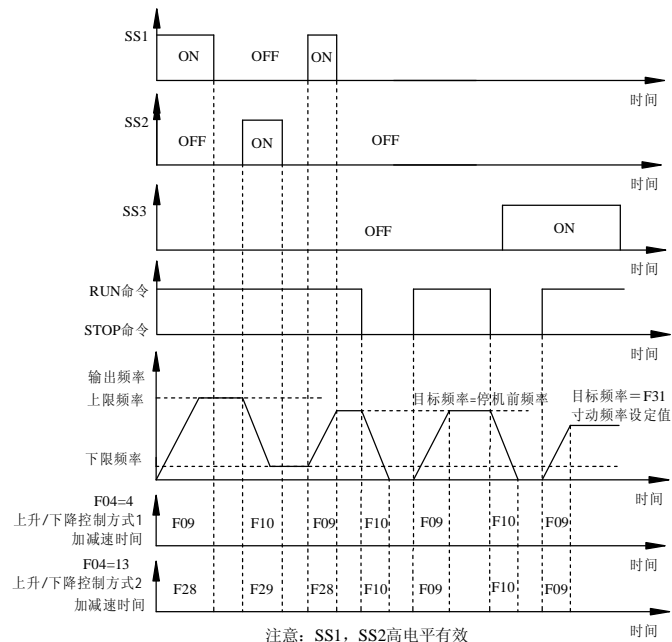 SS1
ON
OFF
ON
时间
SS2
OFF
ON
OFF
时间
SS3
OFF
ON
时间
RUN命令
STOP命令
时间
输出频率
上限频率
目标频率=停机前频率
目标频率＝F31
寸动频率设定值
下限频率
时间
F04=4
上升/下降控制方式1
加减速时间
F09
F10
F09
F10
F09
F10
F09
时间
F04=13
上升/下降控制方式2
加减速时间
F28
F29
F28
F10
F09
F10
F09
时间
注意：SS1，SS2高电平有效